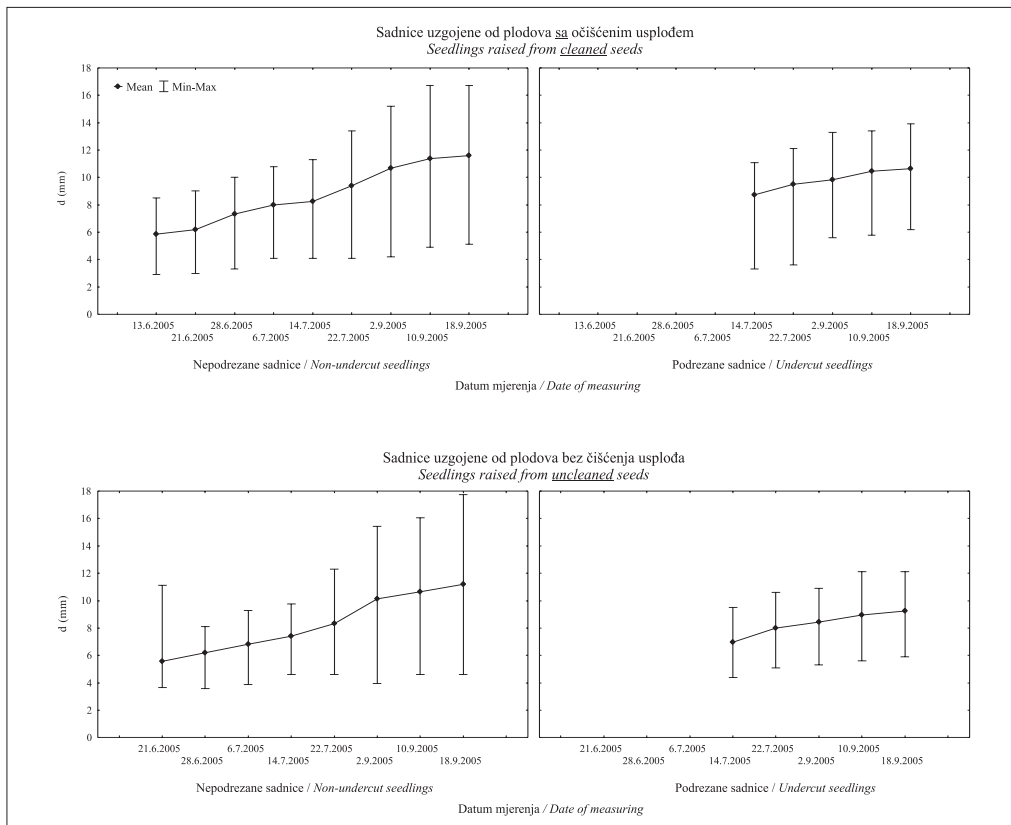 Sadnice uzgojene od plodova sa očišćenim usplođem
Seedlings raised from cleaned seeds
18
16
14
12
10
8
6
4
2
0
d (mm)
Mean Min-Max
13.6.2005 28.6.2005 14.7.2005 2.9.2005 18.9.2005
21.6.2005 6.7.2005 22.7.2005 10.9.2005
13.6.2005 28.6.2005 14.7.2005 2.9.2005 18.9.2005
21.6.2005 6.7.2005 22.7.2005 10.9.2005
Nepodrezane sadnice / Non-undercut seedlings
Podrezane sadnice / Undercut seedlings
Datum mjerenja / Date of measuring
Sadnice uzgojene od plodova bez čišćenja usplođa
Seedlings raised from uncleaned seeds
18
16
14
12
10
8
6
4
2
0
d (mm)
21.6.2005 6.7.2005 22.7.2005 10.9.2005
28.6.2005 14.7.2005 2.9.2005 18.9.2005
21.6.2005 6.7.2005 22.7.2005 10.9.2005
28.6.2005 14.7.2005 2.9.2005 18.9.2005
Nepodrezane sadnice / Non-undercut seedlings
Podrezane sadnice / Undercut seedlings
Datum mjerenja / Date of measuring